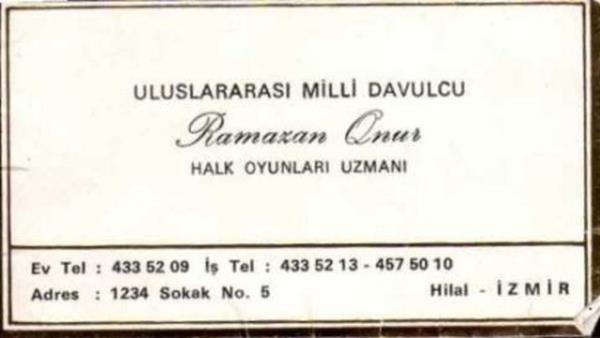 ULUSLARARASI MİLLİ DAVULCU
Ramazan Onur
HALK OYUNLARI UZMANI
Ev Tel : 433 52 09 İş Tel : 433 52 13 - 457 50 10
Adres : 1234 Sokak No. 5 Hilal - İZMİR